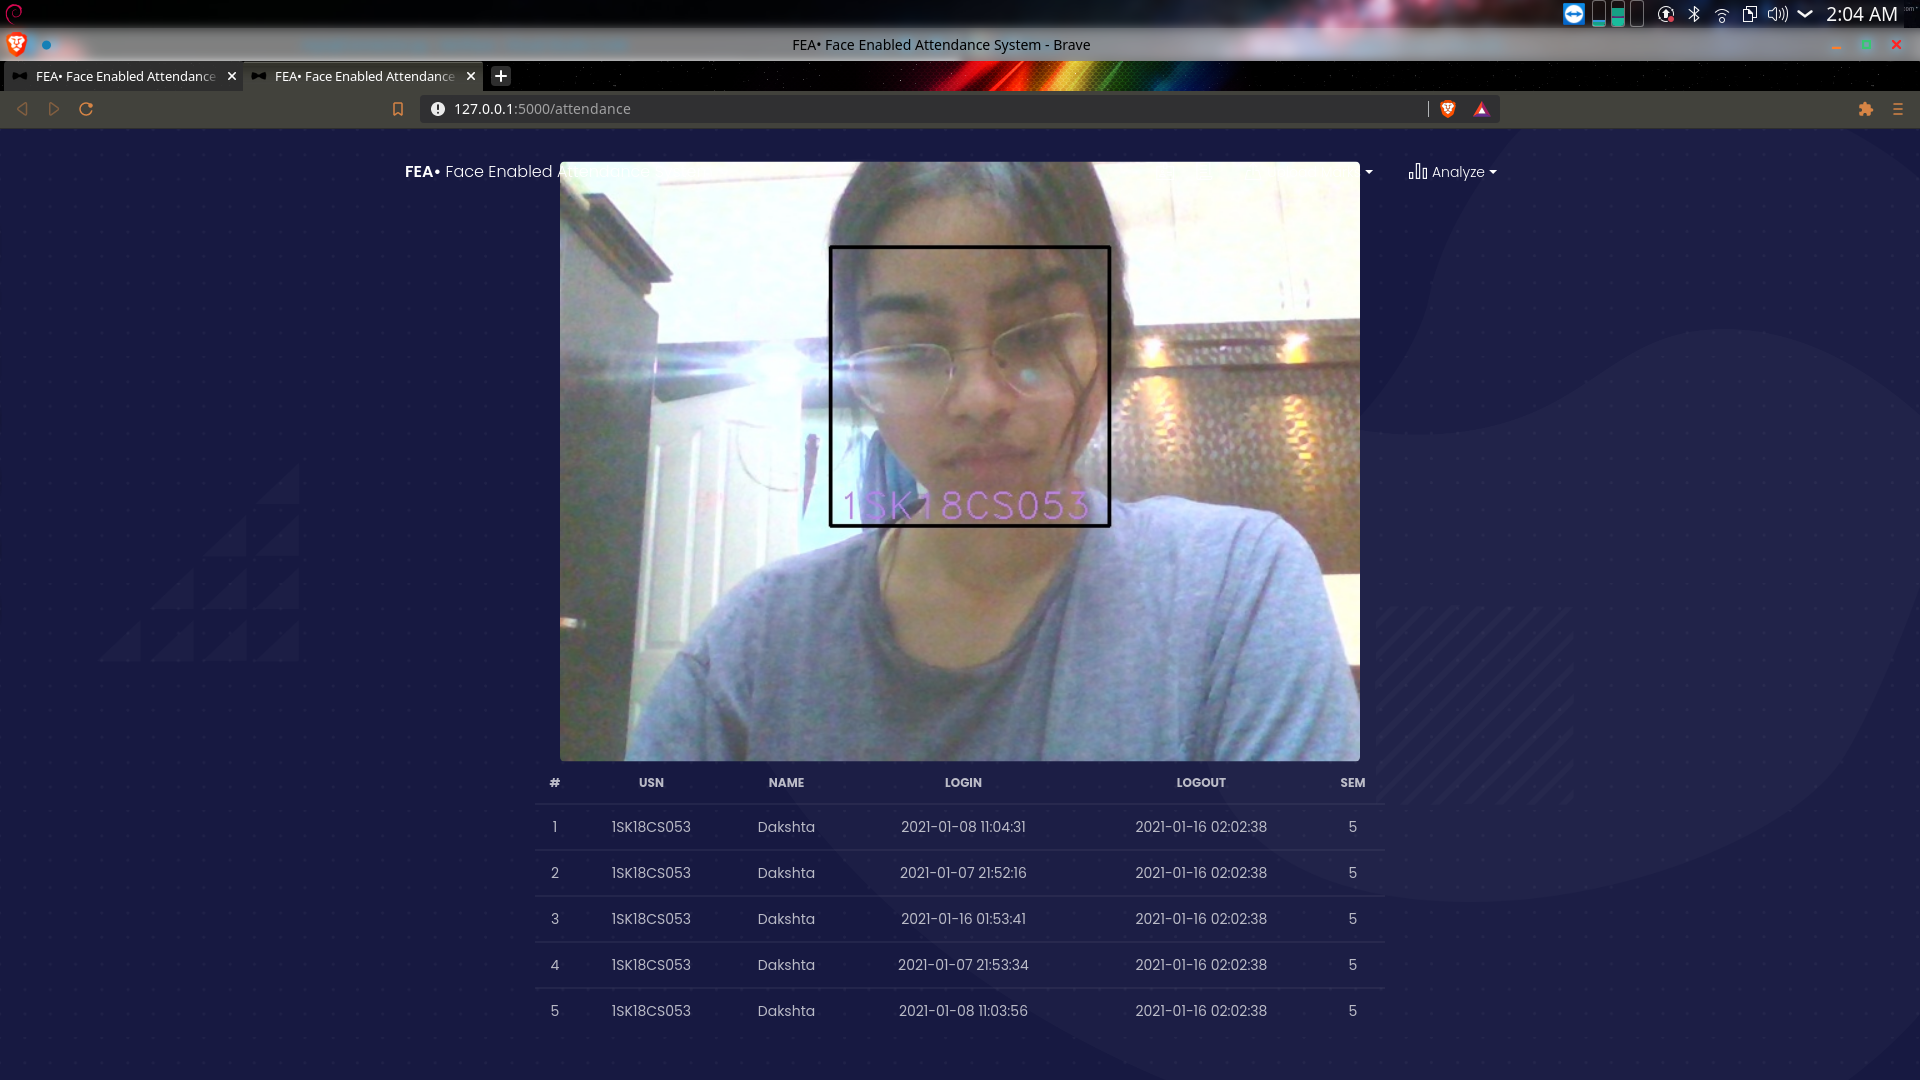 2:04 AM
FEA• Face Enabled Attendance System - Brave
FEA• Face Enabled Attendance
FEA• Face Enabled Attendance
127.0.0.1:5000/attendance
FEA• Face Enabled
Analyze
1SK18CS053
# USN NAME LOGIN LOGOUT SEM
1 1SK18CS053 Dakshta 2021-01-08 11:04:31 2021-01-16 02:02:38 5
2 1SK18CS053 Dakshta 2021-01-07 21:52:16 2021-01-16 02:02:38 5
3 1SK18CS053 Dakshta 2021-01-16 01:53:41 2021-01-16 02:02:38 5
4 1SK18CS053 Dakshta 2021-01-07 21:53:34 2021-01-16 02:02:38 5
5 1SK18CS053 Dakshta 2021-01-08 11:03:56 2021-01-16 02:02:38 5